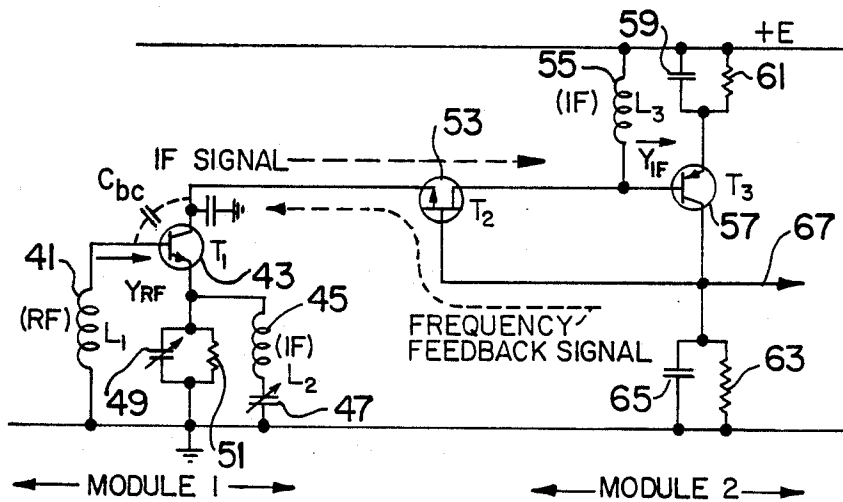 59
+E
55
(IF)
L3
61
53
IF SIGNAL
YIF
Cbc
T2
T3
57
41
T1
43
67
YRF
45
(RF)
L1
(IF)
L2
FREQUENCY
FEEDBACK SIGNAL
49
47
51
65
63
MODULE 1
MODULE 2